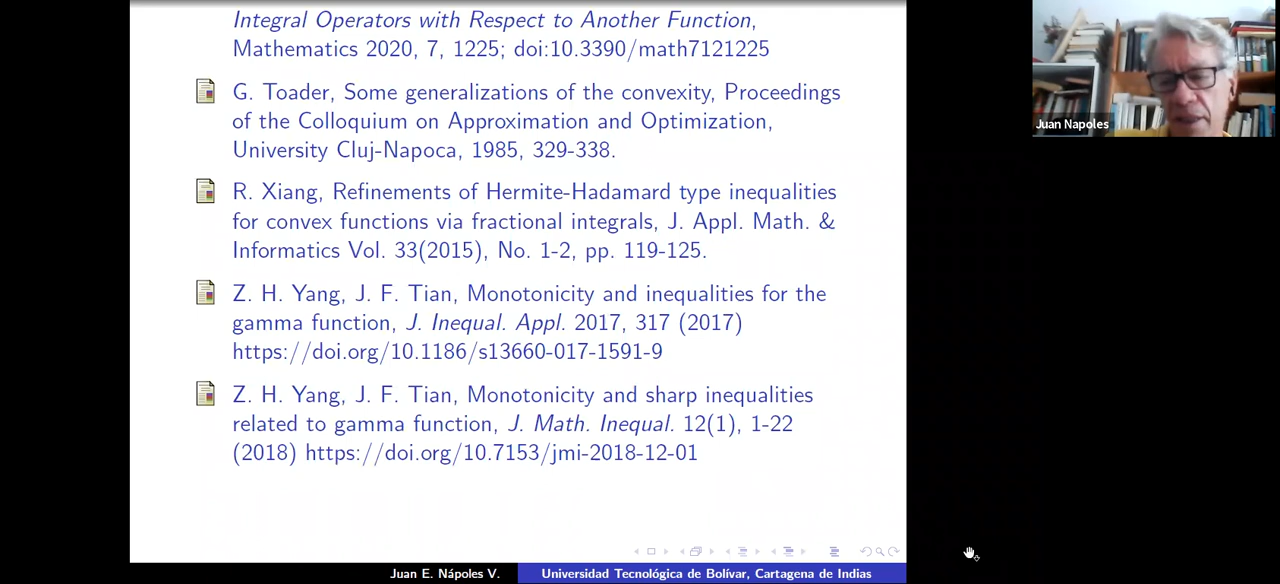 Integral Operators with Respect to Another Function,
Mathematics 2020, 7, 1225; doi:10.3390/math7121225
G. Toader, Some generalizations of the convexity, Proceedings
of the Colloquium on Approximation and Optimization,
University Cluj-Napoca, 1985, 329-338.
R. Xiang, Refinements of Hermite-Hadamard type inequalities
for convex functions via fractional integrals, J. Appl. Math. &
Informatics Vol. 33(2015), No. 1-2, pp. 119-125.
Z. H. Yang, J. F. Tian, Monotonicity and inequalities for the
gamma function, J. Inequal. Appl. 2017, 317 (2017)
https://doi.org/10.1186/s13660-017-1591-9
Z. H. Yang, J. F. Tian, Monotonicity and sharp inequalities
related to gamma function, J. Math. Inequal. 12(1), 1-22
(2018) https://doi.org/10.7153/jmi-2018-12-01
Juan E. Nápoles V.
Universidad Tecnológica de Bolívar, Cartagena de Indias
Juan Napoles